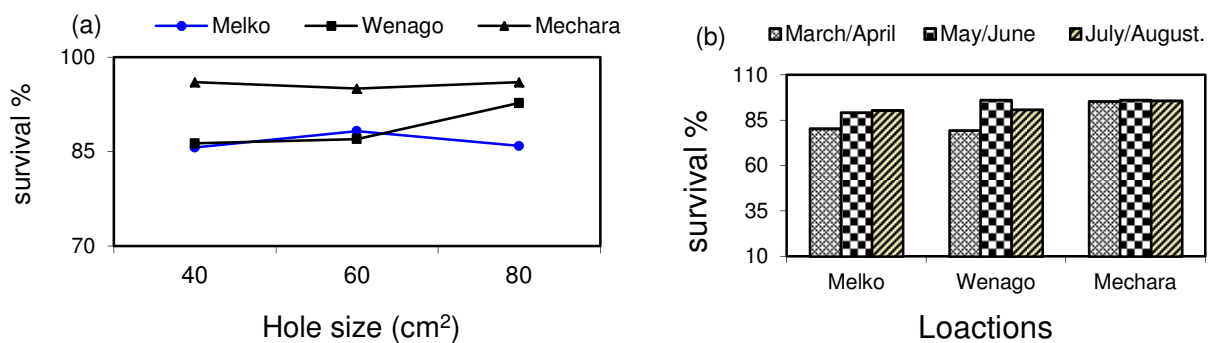 (a)
Melko Wenago Mechara
survival %
100
85
70
40 60 80
Hole size (cm²)
(b)
March/April May/June July/August.
survival %
110
85
60
35
10
Melko Wenago Mechara
Loactions